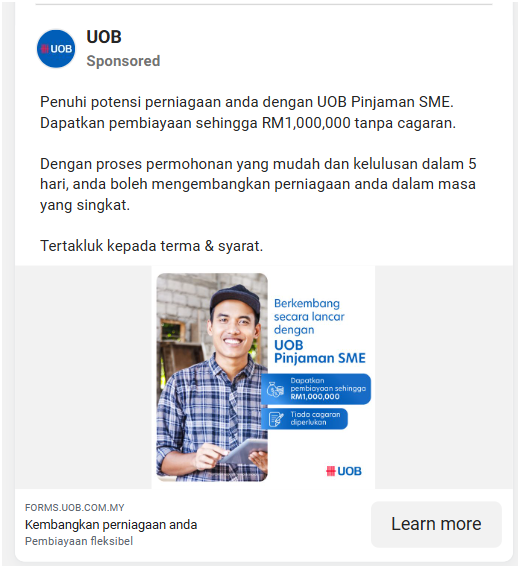 UOB
UOB
Sponsored
Penuhi potensi perniagaan anda dengan UOB Pinjaman SME.
Dapatkan pembiayaan sehingga RM1,000,000 tanpa cagaran.
Dengan proses permohonan yang mudah dan kelulusan dalam 5
hari, anda boleh mengembangkan perniagaan anda dalam masa
yang singkat.
Tertakluk kepada terma & syarat.
Berkembang
secara lancar
dengan
UOB
Pinjaman SME
Dapatkan
pembiayaan sehingga
RM1,000,000
Tiada cagaran
diperlukan
UOB
FORMS.UOB.COM.MY
Kembangkan perniagaan anda
Pembiayaan fleksibel
Learn more